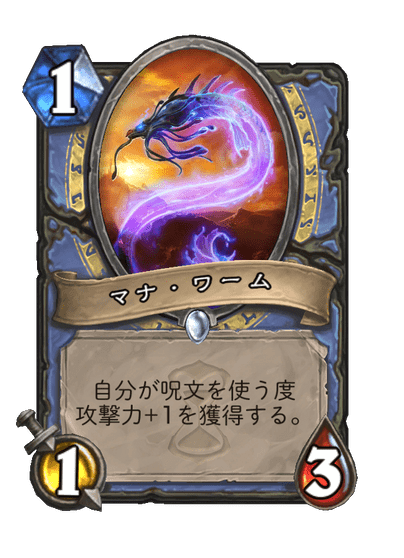 1
マナ・ワーム
自分が呪文を使う度
攻撃力+1を獲得する。
1
3